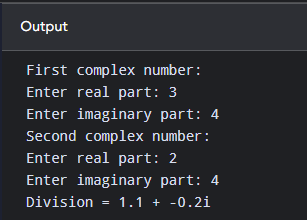 Output
First complex number:
Enter real part: 3
Enter imaginary part: 4
Second complex number:
Enter real part: 2
Enter imaginary part: 4
Division = 1.1 + -0.2i